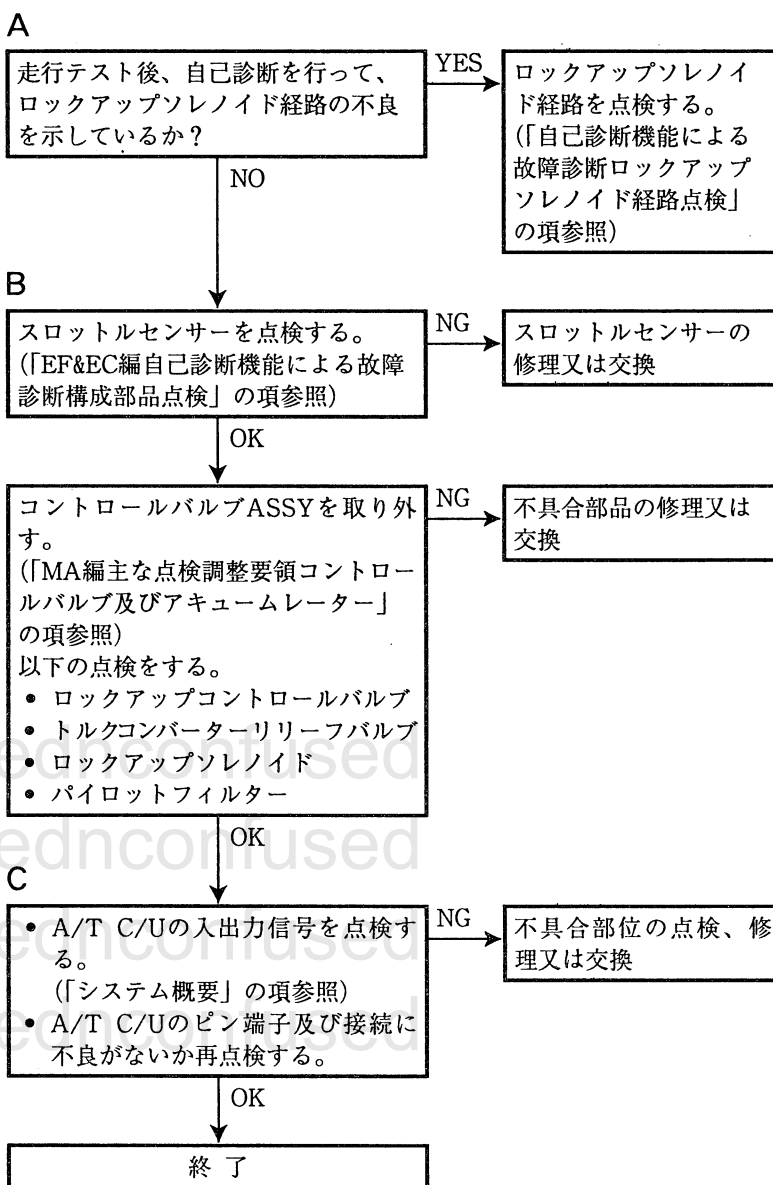 A
走行テスト後、自己診断を行って、
ロックアップソレノイド経路の不良
を示しているか？
YES
ロックアップソレノイ
ド経路を点検する。
(｢自己診断機能による
故障診断ロックアップ
ソレノイド経路点検｣
の項参照)
NO
B
スロットルセンサーを点検する。
(｢EF&EC編自己診断機能による故障
診断構成部品点検｣の項参照)
NG
スロットルセンサーの
修理又は交換
OK
コントロールバルブASSYを取り外
す。
(｢MA編主な点検調整要領コントロー
ルバルブ及びアキュームレーター｣
の項参照)
以下の点検をする。
● ロックアップコントロールバルブ
● トルクコンバーターリリーフバルブ
● ロックアップソレノイド
● パイロットフィルター
NG
不具合部品の修理又は
交換
OK
C
● A/T C/Uの入出力信号を点検す
る。
(｢システム概要｣の項参照)
● A/T C/Uのピン端子及び接続に
不良がないか再点検する。
NG
不具合部位の点検、修
理又は交換
OK
終 了
ednconfused
ednconfused
ednconfused
ednconfused